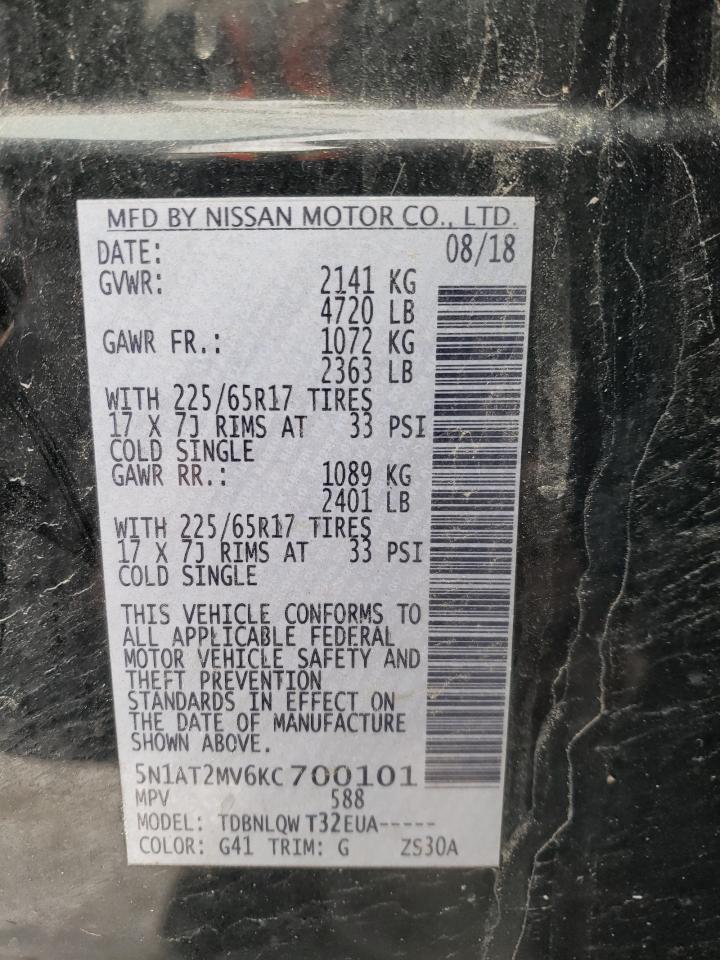 MFD BY NISSAN MOTOR CO., LTD.
DATE: 08/18
GVWR: 2141 KG
4720 LB
GAWR FR.: 1072 KG
2363 LB
WITH 225/65R17 TIRES
17 X 7J RIMS AT 33 PSI
COLD SINGLE
GAWR RR.: 1089 KG
2401 LB
WITH 225/65R17 TIRES
17 X 7J RIMS AT 33 PSI
COLD SINGLE
THIS VEHICLE CONFORMS TO
ALL APPLICABLE FEDERAL
MOTOR VEHICLE SAFETY AND
THEFT PREVENTION
STANDARDS IN EFFECT ON
THE DATE OF MANUFACTURE
SHOWN ABOVE.
5N1AT2MV6KC700101
MPV 588
MODEL: TDBNLQW T32EUA-----
COLOR: G41 TRIM: G ZS30A